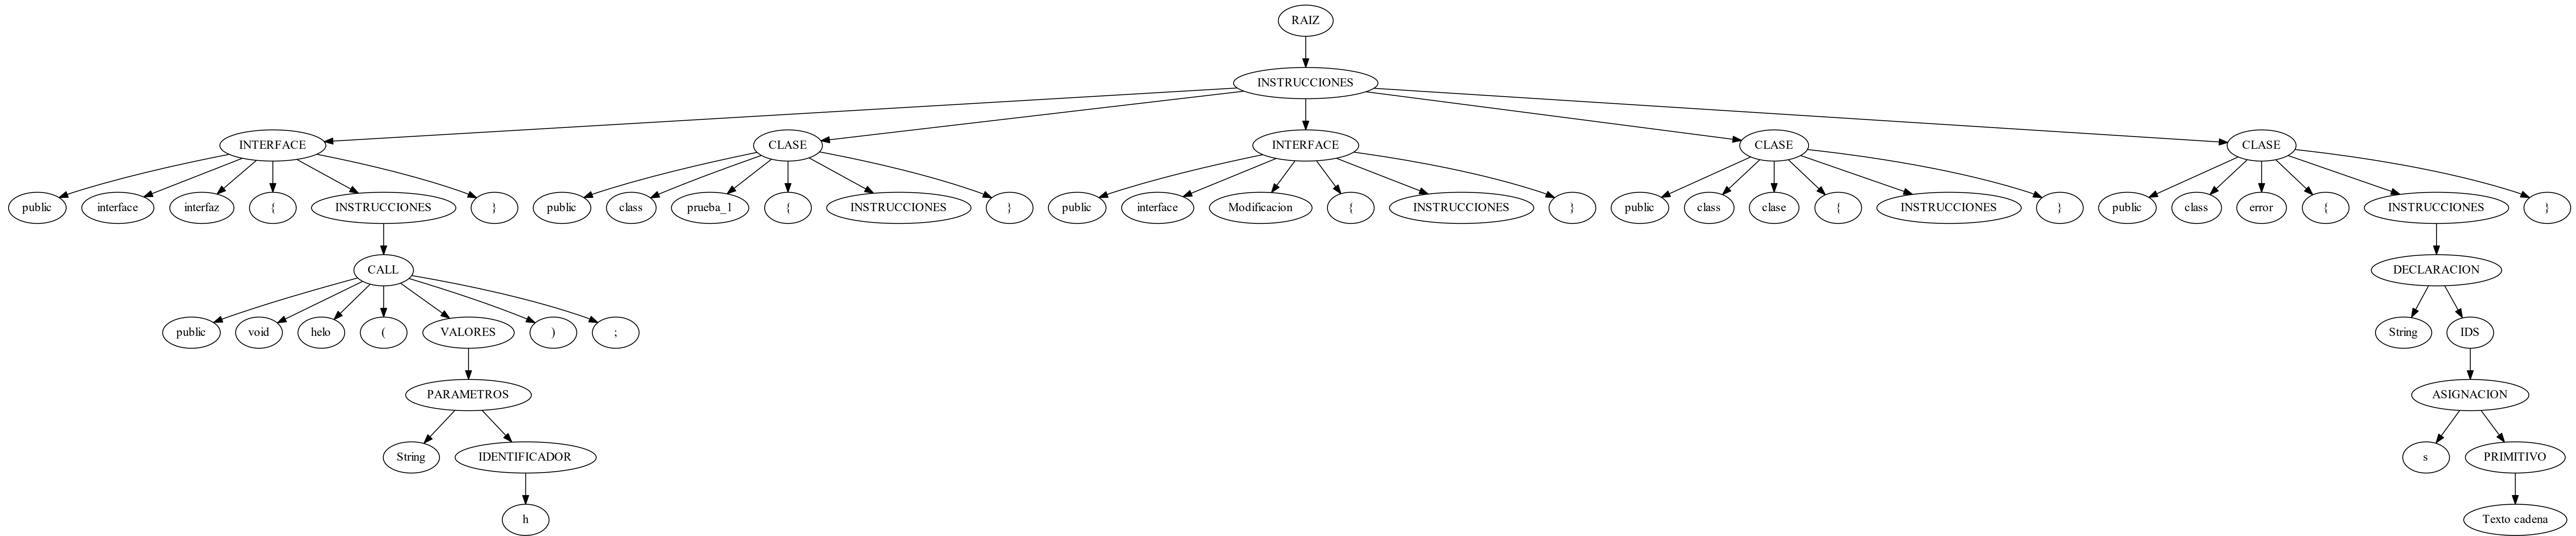 RAIZ
INSTRUCCIONES
INTERFACE CLASE INTERFACE CLASE CLASE
public interface interfaz { INSTRUCCIONES } public class prueba_1 { INSTRUCCIONES } public interface Modificacion { INSTRUCCIONES } public class clase { INSTRUCCIONES } public class error { INSTRUCCIONES }
CALL DECLARACION
public void helo ( VALORES ) ; String IDS
PARAMETROS ASIGNACION
String IDENTIFICADOR s PRIMITIVO
h Texto cadena